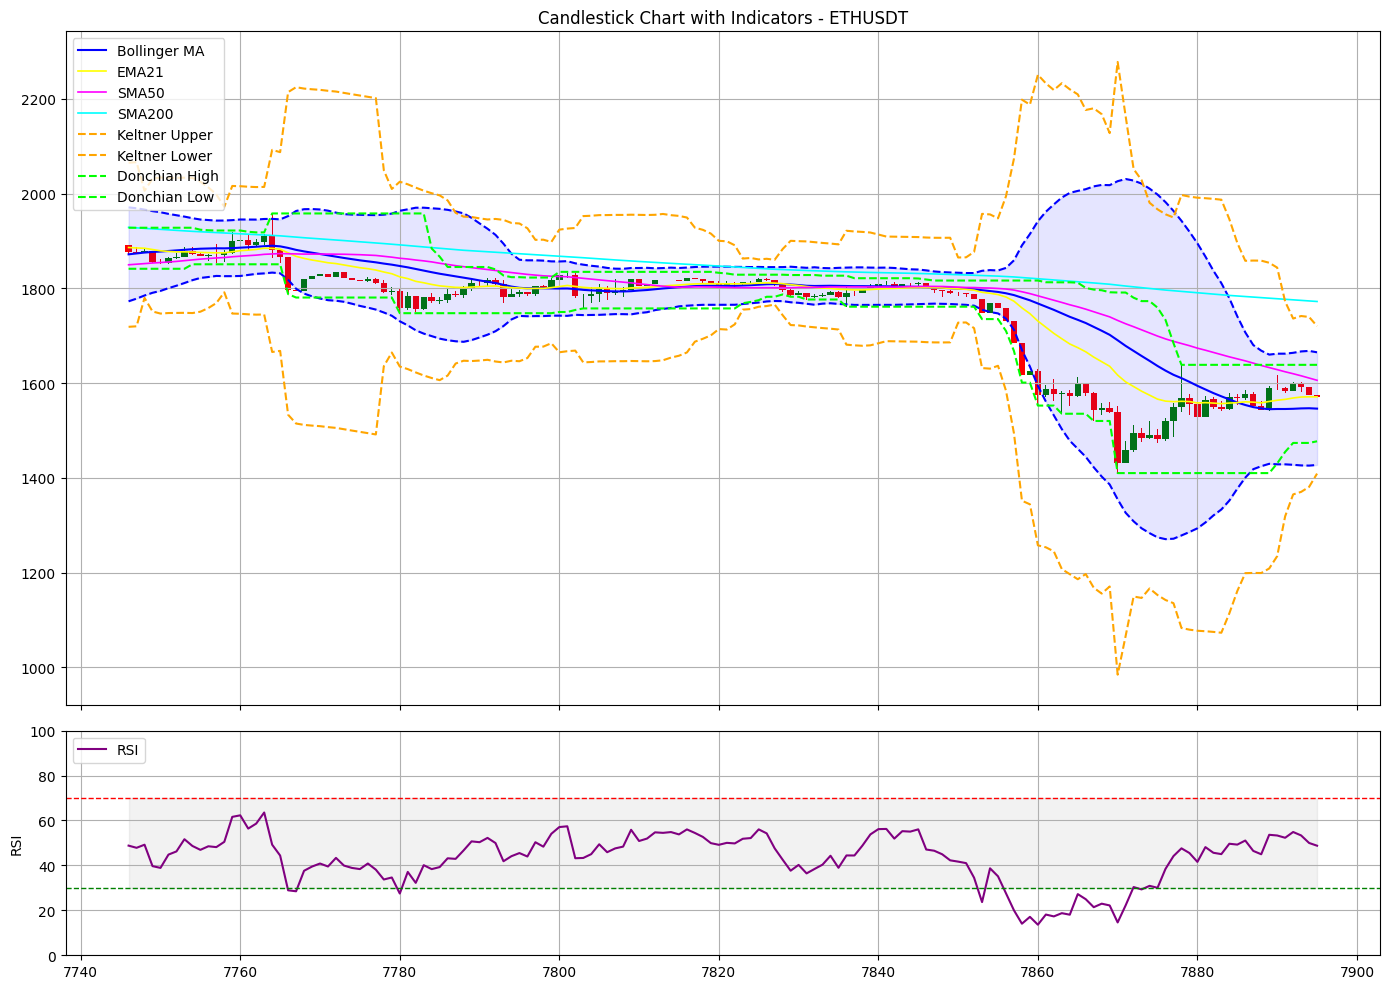 Candlestick Chart with Indicators - ETHUSDT
Bollinger MA
EMA21
SMA50
SMA200
Keltner Upper
Keltner Lower
Donchian High
Donchian Low
2200
2000
1800
1600
1400
1200
1000
RSI
100
80
60
40
20
0
RSI
7740
7760
7780
7800
7820
7840
7860
7880
7900